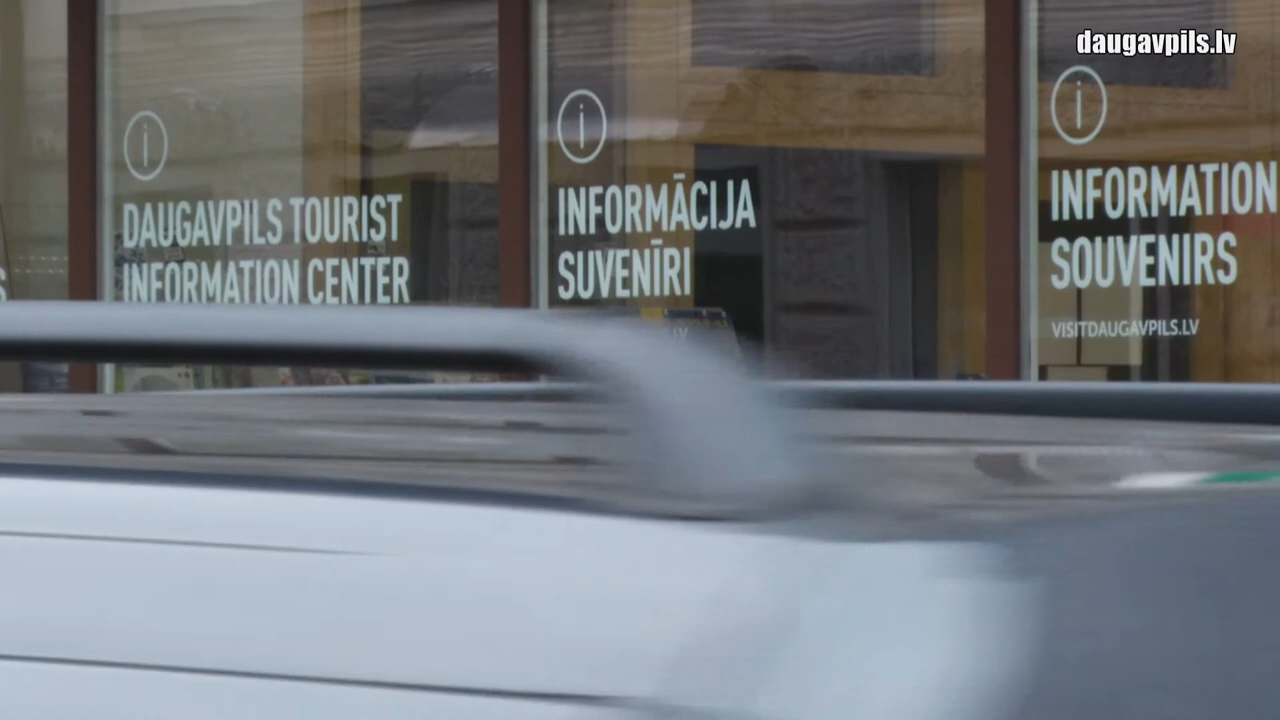 daugavpils.lv
DAUGAVPILS TOURIST
INFORMATION CENTER
INFORMĀCIJA
SUVENĪRI
INFORMATION
SOUVENIRS
VISITDAUGAVPILS.LV